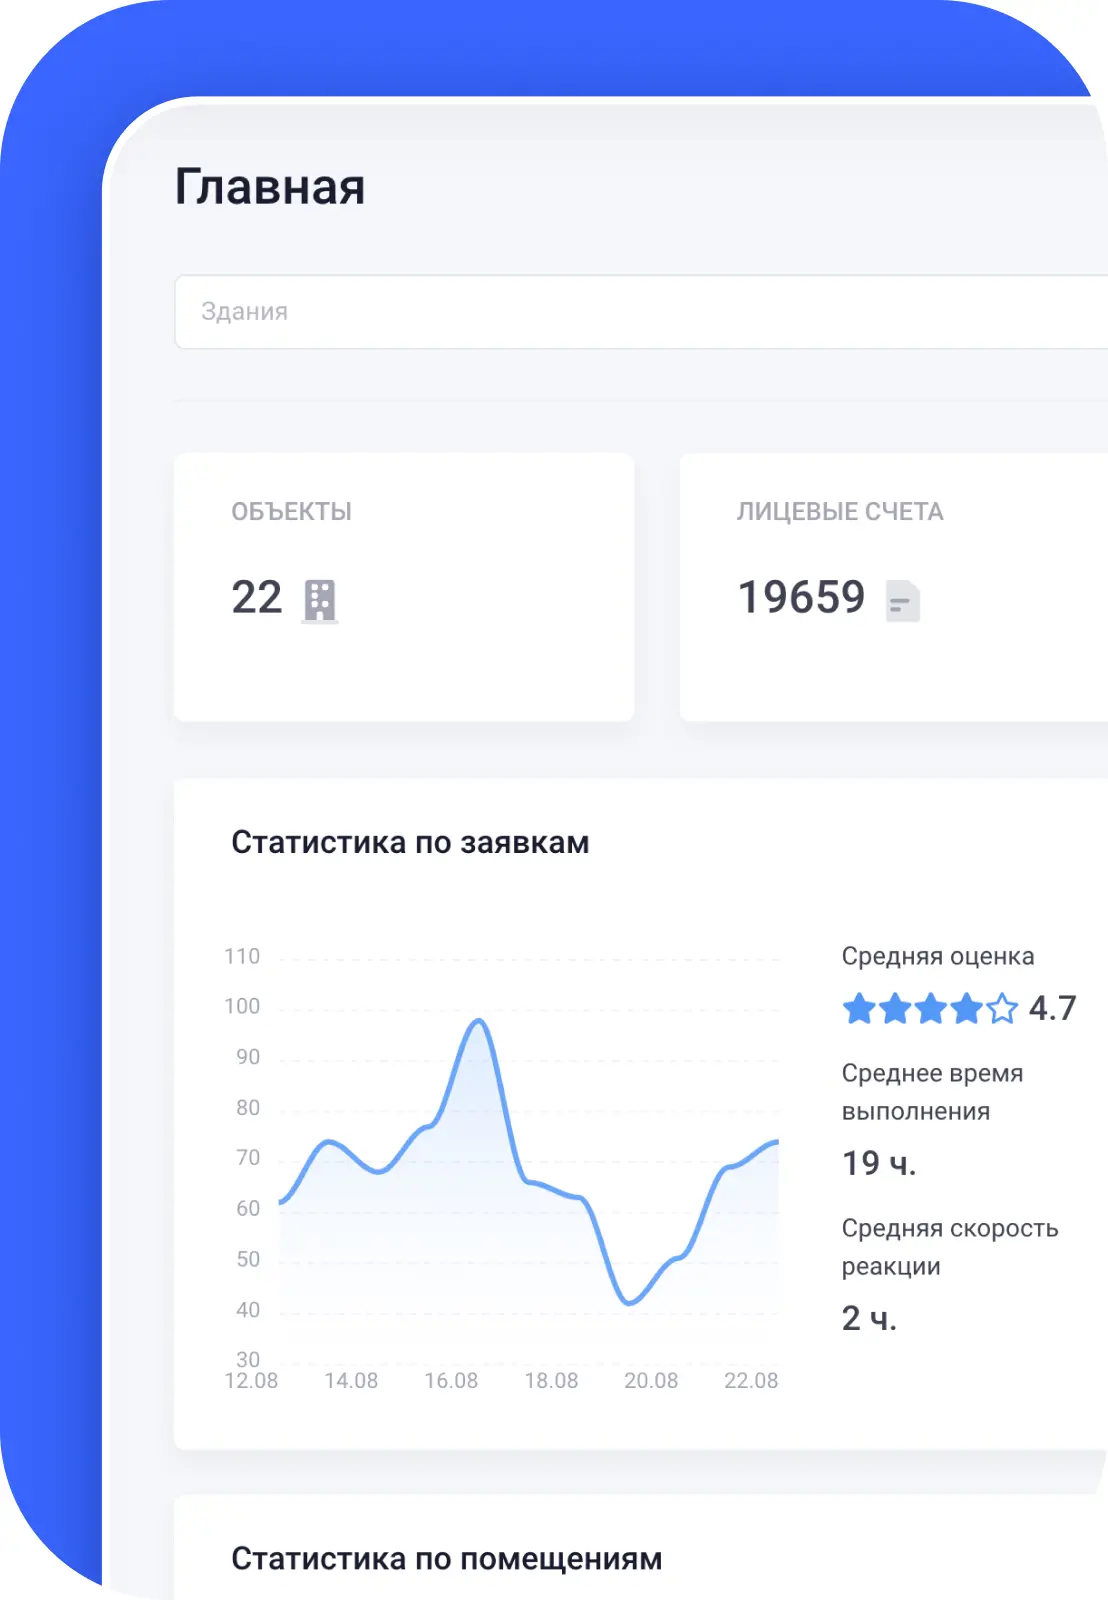 Главная
Здания
ОБЪЕКТЫ
22
ЛИЦЕВЫЕ СЧЕТА
19659
Статистика по заявкам
110
100
90
80
70
60
50
40
30
12.08 14.08 16.08 18.08 20.08 22.08
Средняя оценка
4.7
Среднее время
выполнения
19 ч.
Средняя скорость
реакции
2 ч.
Статистика по помещениям